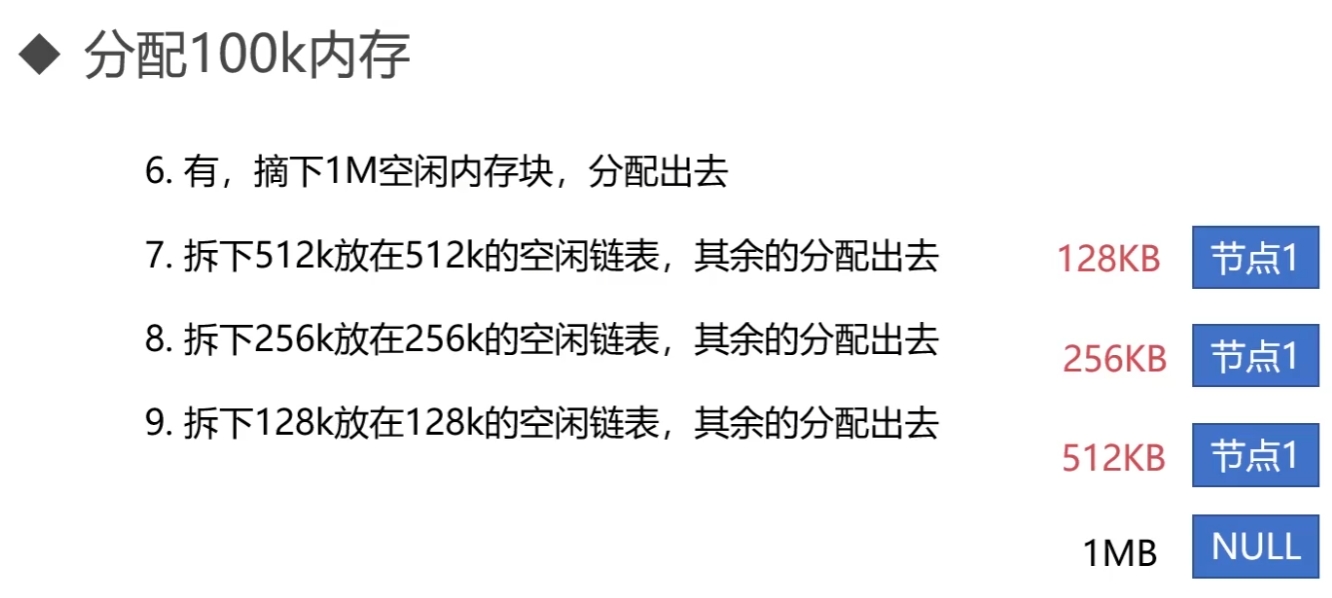 分配100k内存
6. 有，摘下1M空闲内存块，分配出去
7. 拆下512k放在512k的空闲链表，其余的分配出去
8. 拆下256k放在256k的空闲链表，其余的分配出去
9. 拆下128k放在128k的空闲链表，其余的分配出去
128KB 节点1
256KB 节点1
512KB 节点1
1MB NULL